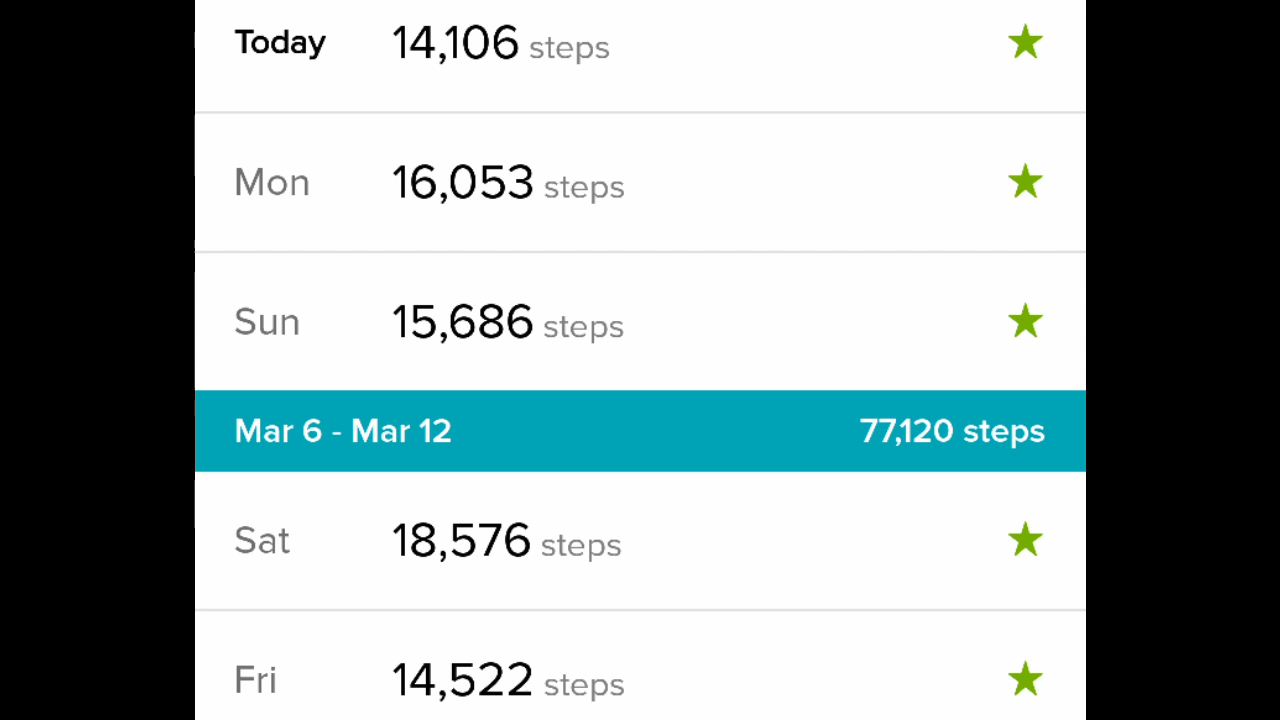 Today 14,106 steps
Mon 16,053 steps
Sun 15,686 steps
Mar 6 - Mar 12 77,120 steps
Sat 18,576 steps
Fri 14,522 steps